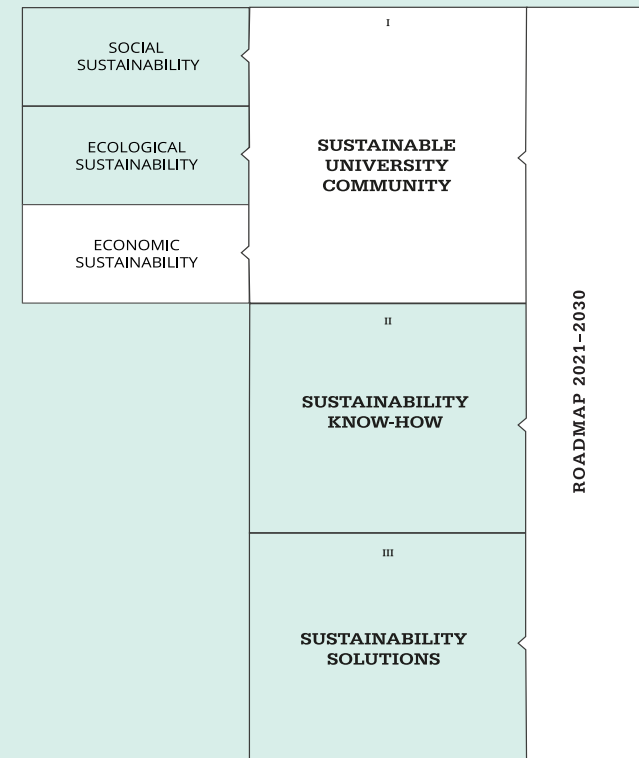 SOCIAL
SUSTAINABILITY
ECOLOGICAL
SUSTAINABILITY
ECONOMIC
SUSTAINABILITY
I
SUSTAINABLE
UNIVERSITY
COMMUNITY
II
SUSTAINABILITY
KNOW-HOW
III
SUSTAINABILITY
SOLUTIONS
ROADMAP 2021–2030